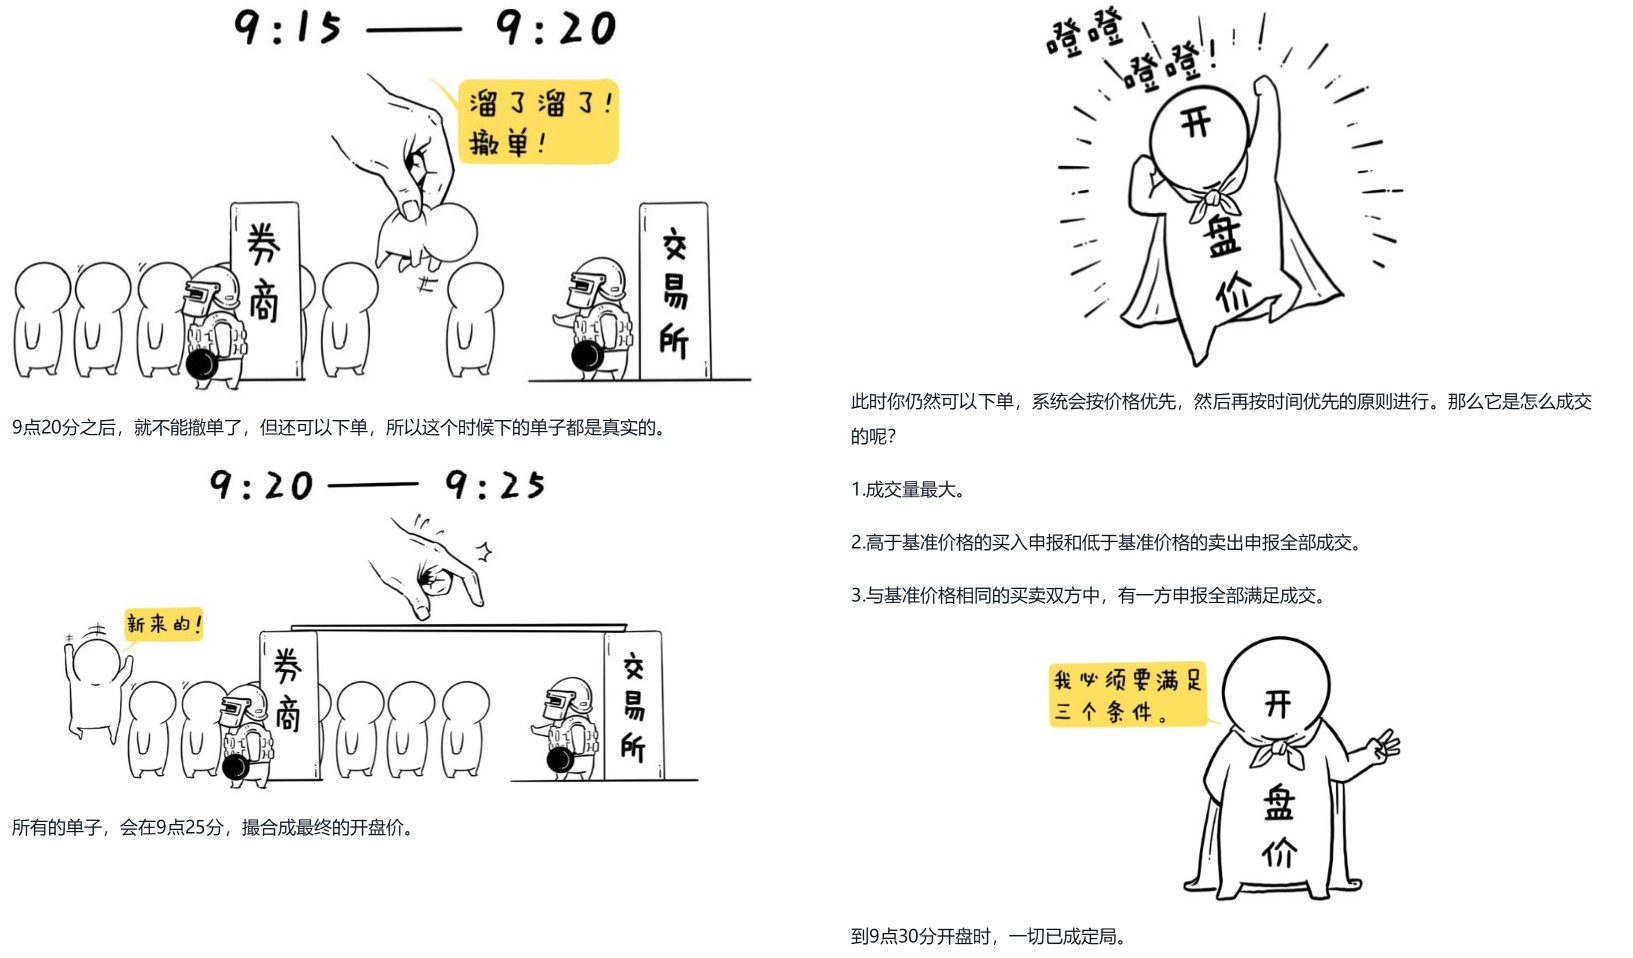 9:15——9:20
溜了溜了!
撤单!
券商
交易所
9点20分之后，就不能撤单了，但还可以下单，所以这个时候下的单子都是真实的。
9:20——9:25
新来的!
券商
交易所
所有的单子，会在9点25分，撮合成最终的开盘价。
噔噔
噔噔!
开盘价
此时你仍然可以下单，系统会按价格优先，然后再按时间优先的原则进行。那么它是怎么成交
的呢？
1.成交量最大。
2.高于基准价格的买入申报和低于基准价格的卖出申报全部成交。
3.与基准价格相同的买卖双方中，有一方申报全部满足成交。
我必须要满足
三个条件。
开盘价
到9点30分开盘时，一切已成定局。